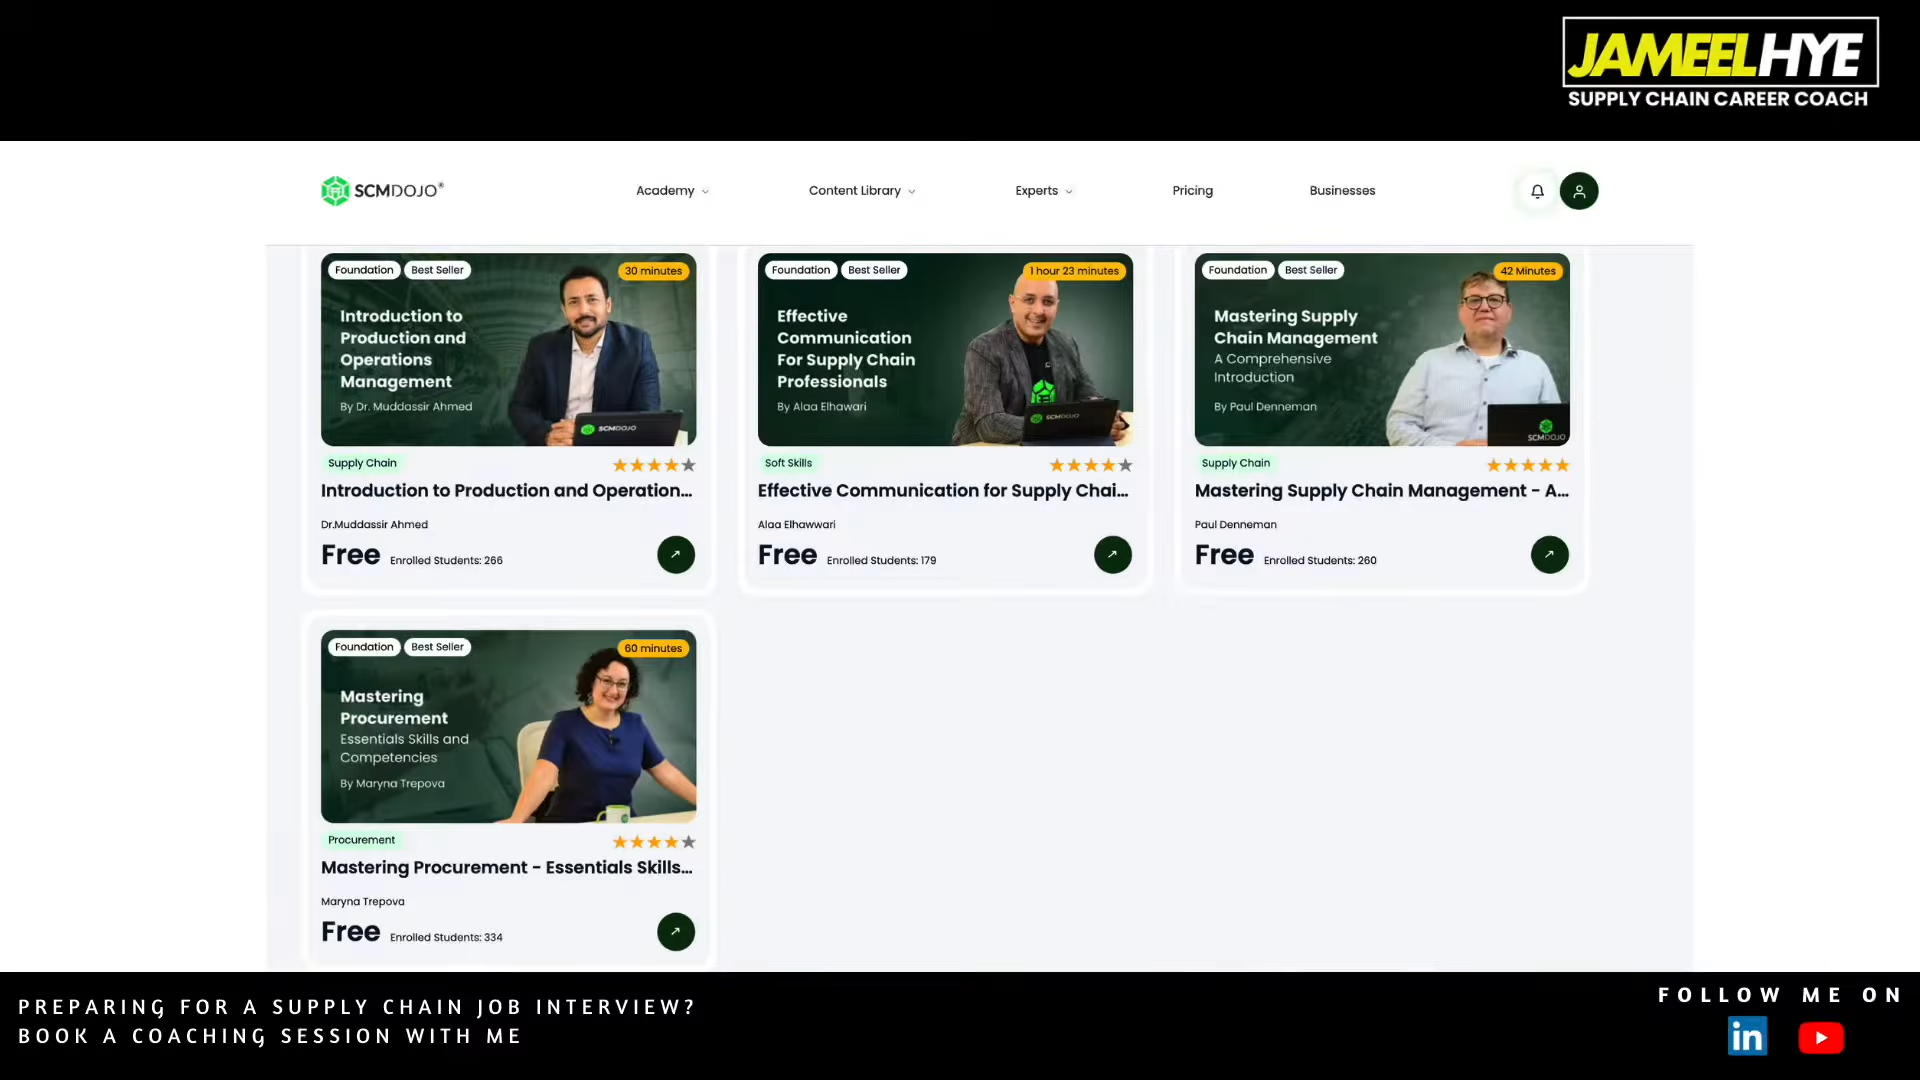 JAMEELHYE
SUPPLY CHAIN CAREER COACH
SCMDOJO®
Academy
Content Library
Experts
Pricing
Businesses
Foundation
Best Seller
30 minutes
Introduction to
Production and
Operations
Management
By Dr. Muddassir Ahmed
SCMDOJO
Supply Chain
Introduction to Production and Operation...
Dr.Muddassir Ahmed
Free
Enrolled Students: 266
Foundation
Best Seller
1 hour 23 minutes
Effective
Communication
For Supply Chain
Professionals
By Alaa Elhawari
SCMDOJO
Soft Skills
Effective Communication for Supply Chai...
Alaa Elhawwari
Free
Enrolled Students: 179
Foundation
Best Seller
42 Minutes
Mastering Supply
Chain Management
A Comprehensive
Introduction
By Paul Denneman
SCMDOJO
Supply Chain
Mastering Supply Chain Management - A...
Paul Denneman
Free
Enrolled Students: 260
Foundation
Best Seller
60 minutes
Mastering
Procurement
Essentials Skills and
Competencies
By Maryna Trepova
Procurement
Mastering Procurement - Essentials Skills...
Maryna Trepova
Free
Enrolled Students: 334
PREPARING FOR A SUPPLY CHAIN JOB INTERVIEW?
BOOK A COACHING SESSION WITH ME
FOLLOW ME ON
in